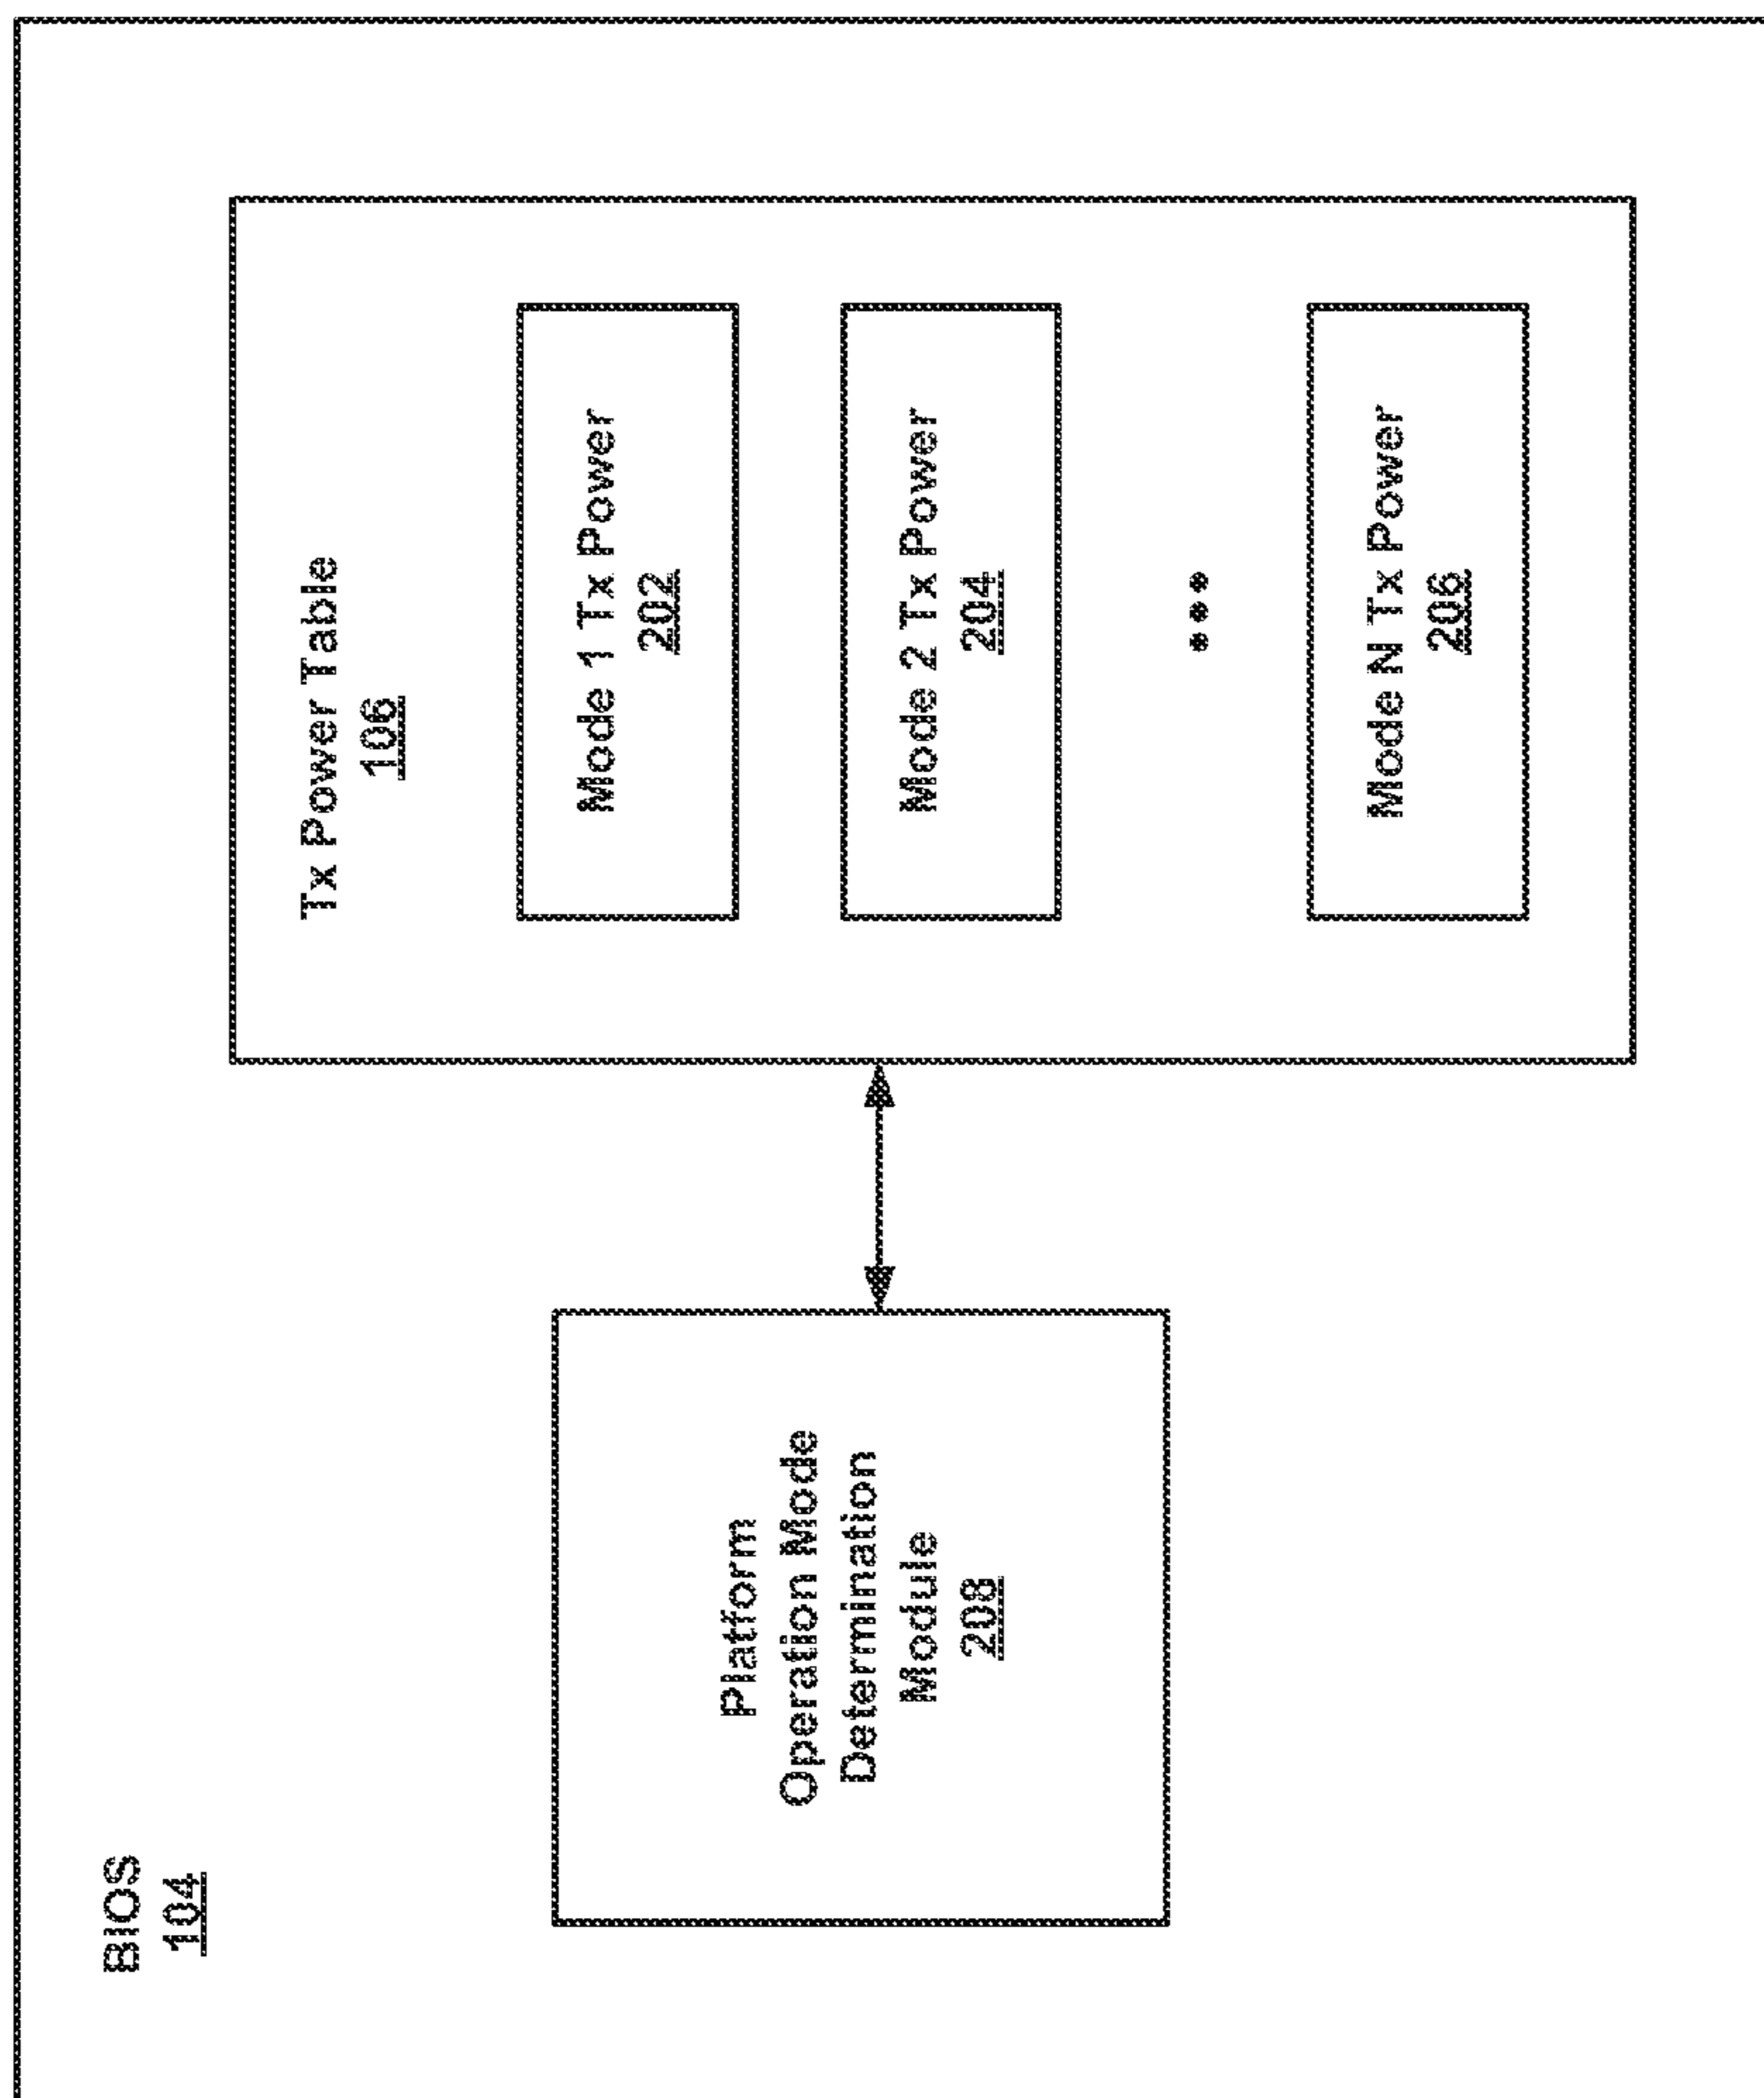 BIOS
104
Platform
Operation Mode
Determination
Module
208
Tx Power Table
106
Mode 1 Tx Power
202
Mode 2 Tx Power
204
•••
Mode N Tx Power
206